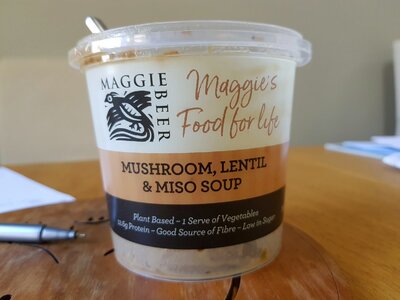 MAGGIE
BEER
Maggie's
Food for life
MUSHROOM, LENTIL
& MISO SOUP
Plant Based – 1 Serve of Vegetables
Protein – Good Source of Fibre – Low In Sugar